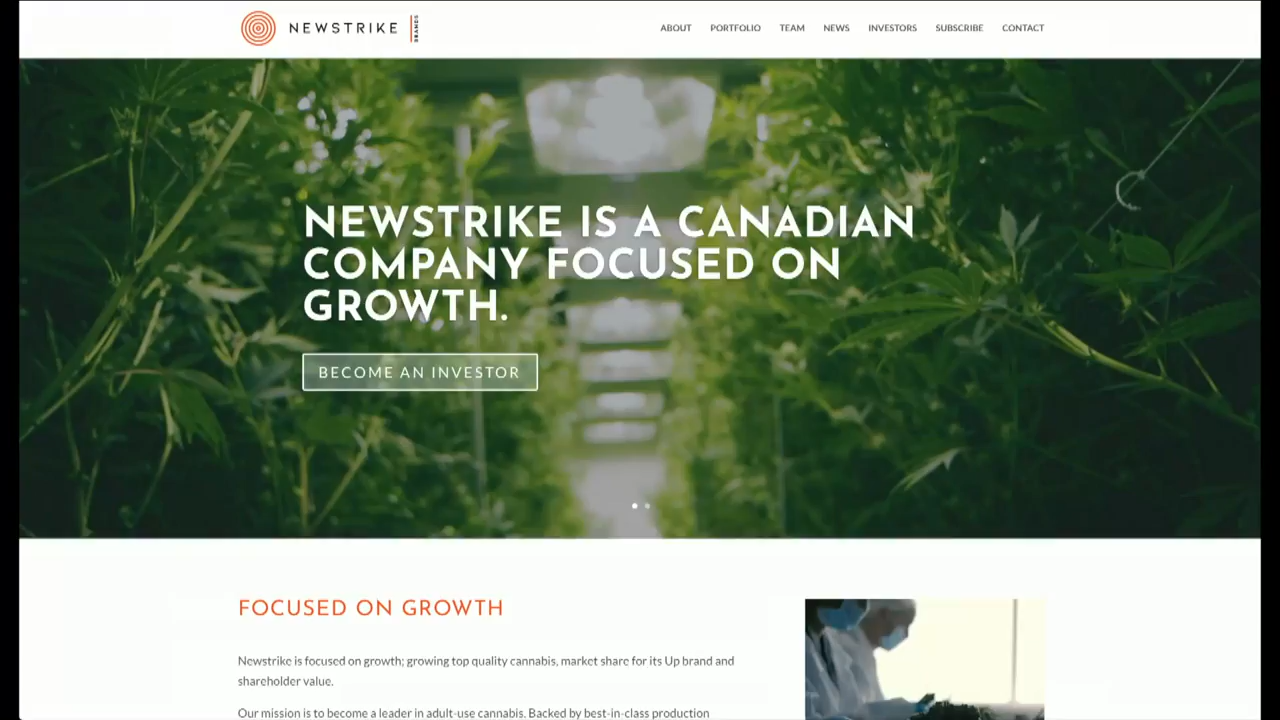 NEWSTRIKE BRANDS
ABOUT PORTFOLIO TEAM NEWS INVESTORS SUBSCRIBE CONTACT
NEWSTRIKE IS A CANADIAN
COMPANY FOCUSED ON
GROWTH.
BECOME AN INVESTOR
FOCUSED ON GROWTH
Newstrike is focused on growth; growing top quality cannabis, market share for its Up brand and
shareholder value.
Our mission is to become a leader in adult-use cannabis. Backed by best-in-class production